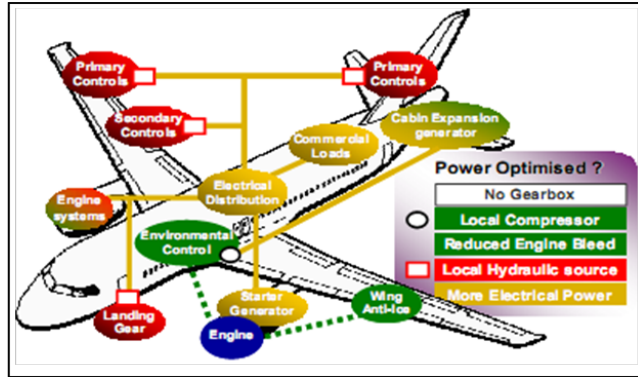 Primary
Controls
Primary
Controls
Secondary
Controls
Commercial
Loads
Cabin Expansion
generator
Engine
systems
Electrical
Distribution
Environmental
Control
Landing
Gear
Starter
Generator
Wing
Anti-Ice
Engine
Power Optimised ?
No Gearbox
Local Compressor
Reduced Engine Bleed
Local Hydraulic source
More Electrical Power